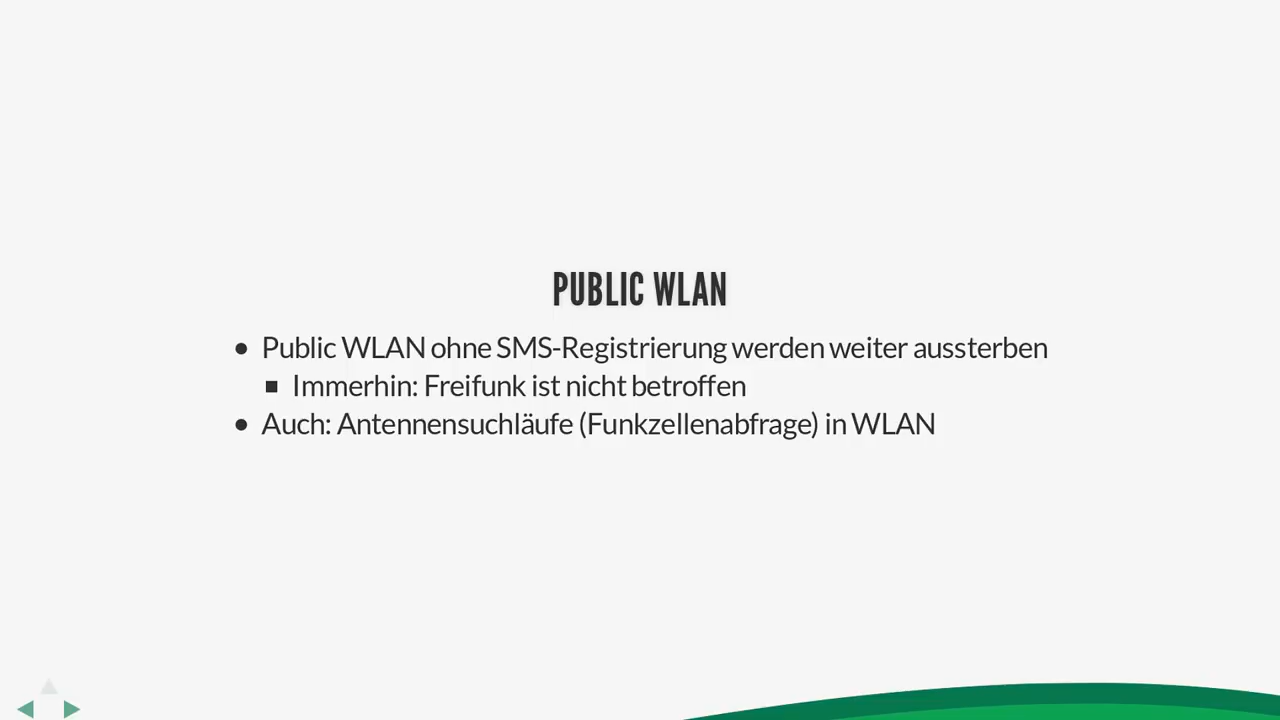 PUBLIC WLAN
Public WLAN ohne SMS-Registrierung werden weiter aussterben
Immerhin: Freifunk ist nicht betroffen
Auch: Antennensuchläufe (Funkzellenabfrage) in WLAN